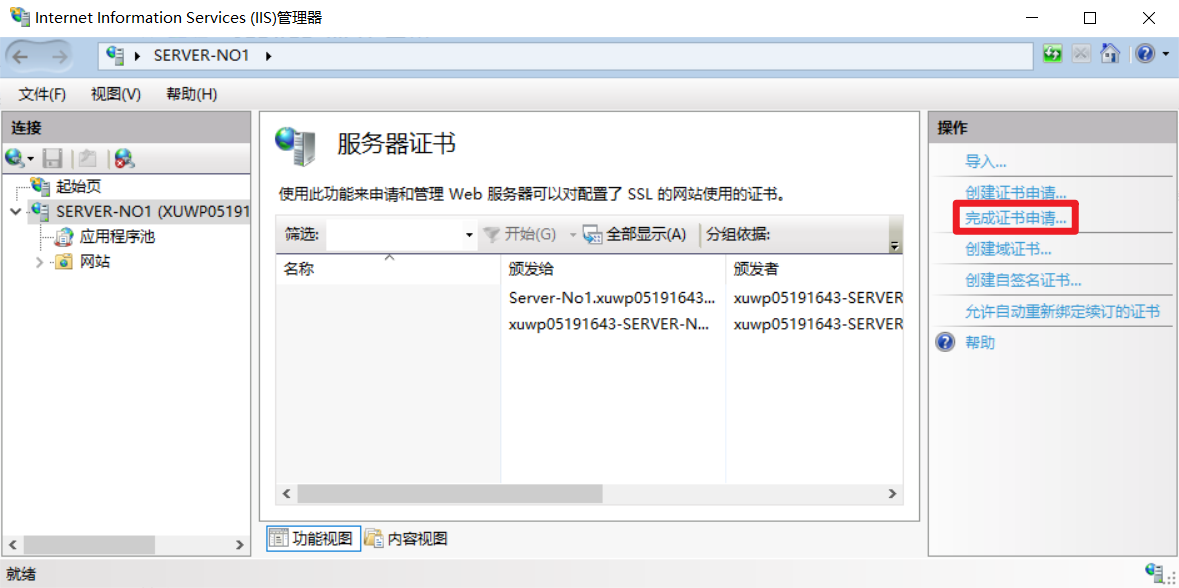 Internet Information Services (IIS)管理器
SERVER-NO1
文件(F) 视图(V) 帮助(H)
连接
起始页
SERVER-NO1 (XUWP05191
应用程序池
网站
服务器证书
使用此功能来申请和管理 Web 服务器可以对配置了 SSL 的网站使用的证书。
筛选: 开始(G) 全部显示(A) 分组依据:
名称 颁发给 颁发者
Server-No1.xuwp05191643... xuwp05191643-SERVER
xuwp05191643-SERVER-N... xuwp05191643-SERVER
功能视图 内容视图
操作
导入...
创建证书申请...
完成证书申请...
创建域证书...
创建自签名证书...
允许自动重新绑定续订的证书
帮助
就绪